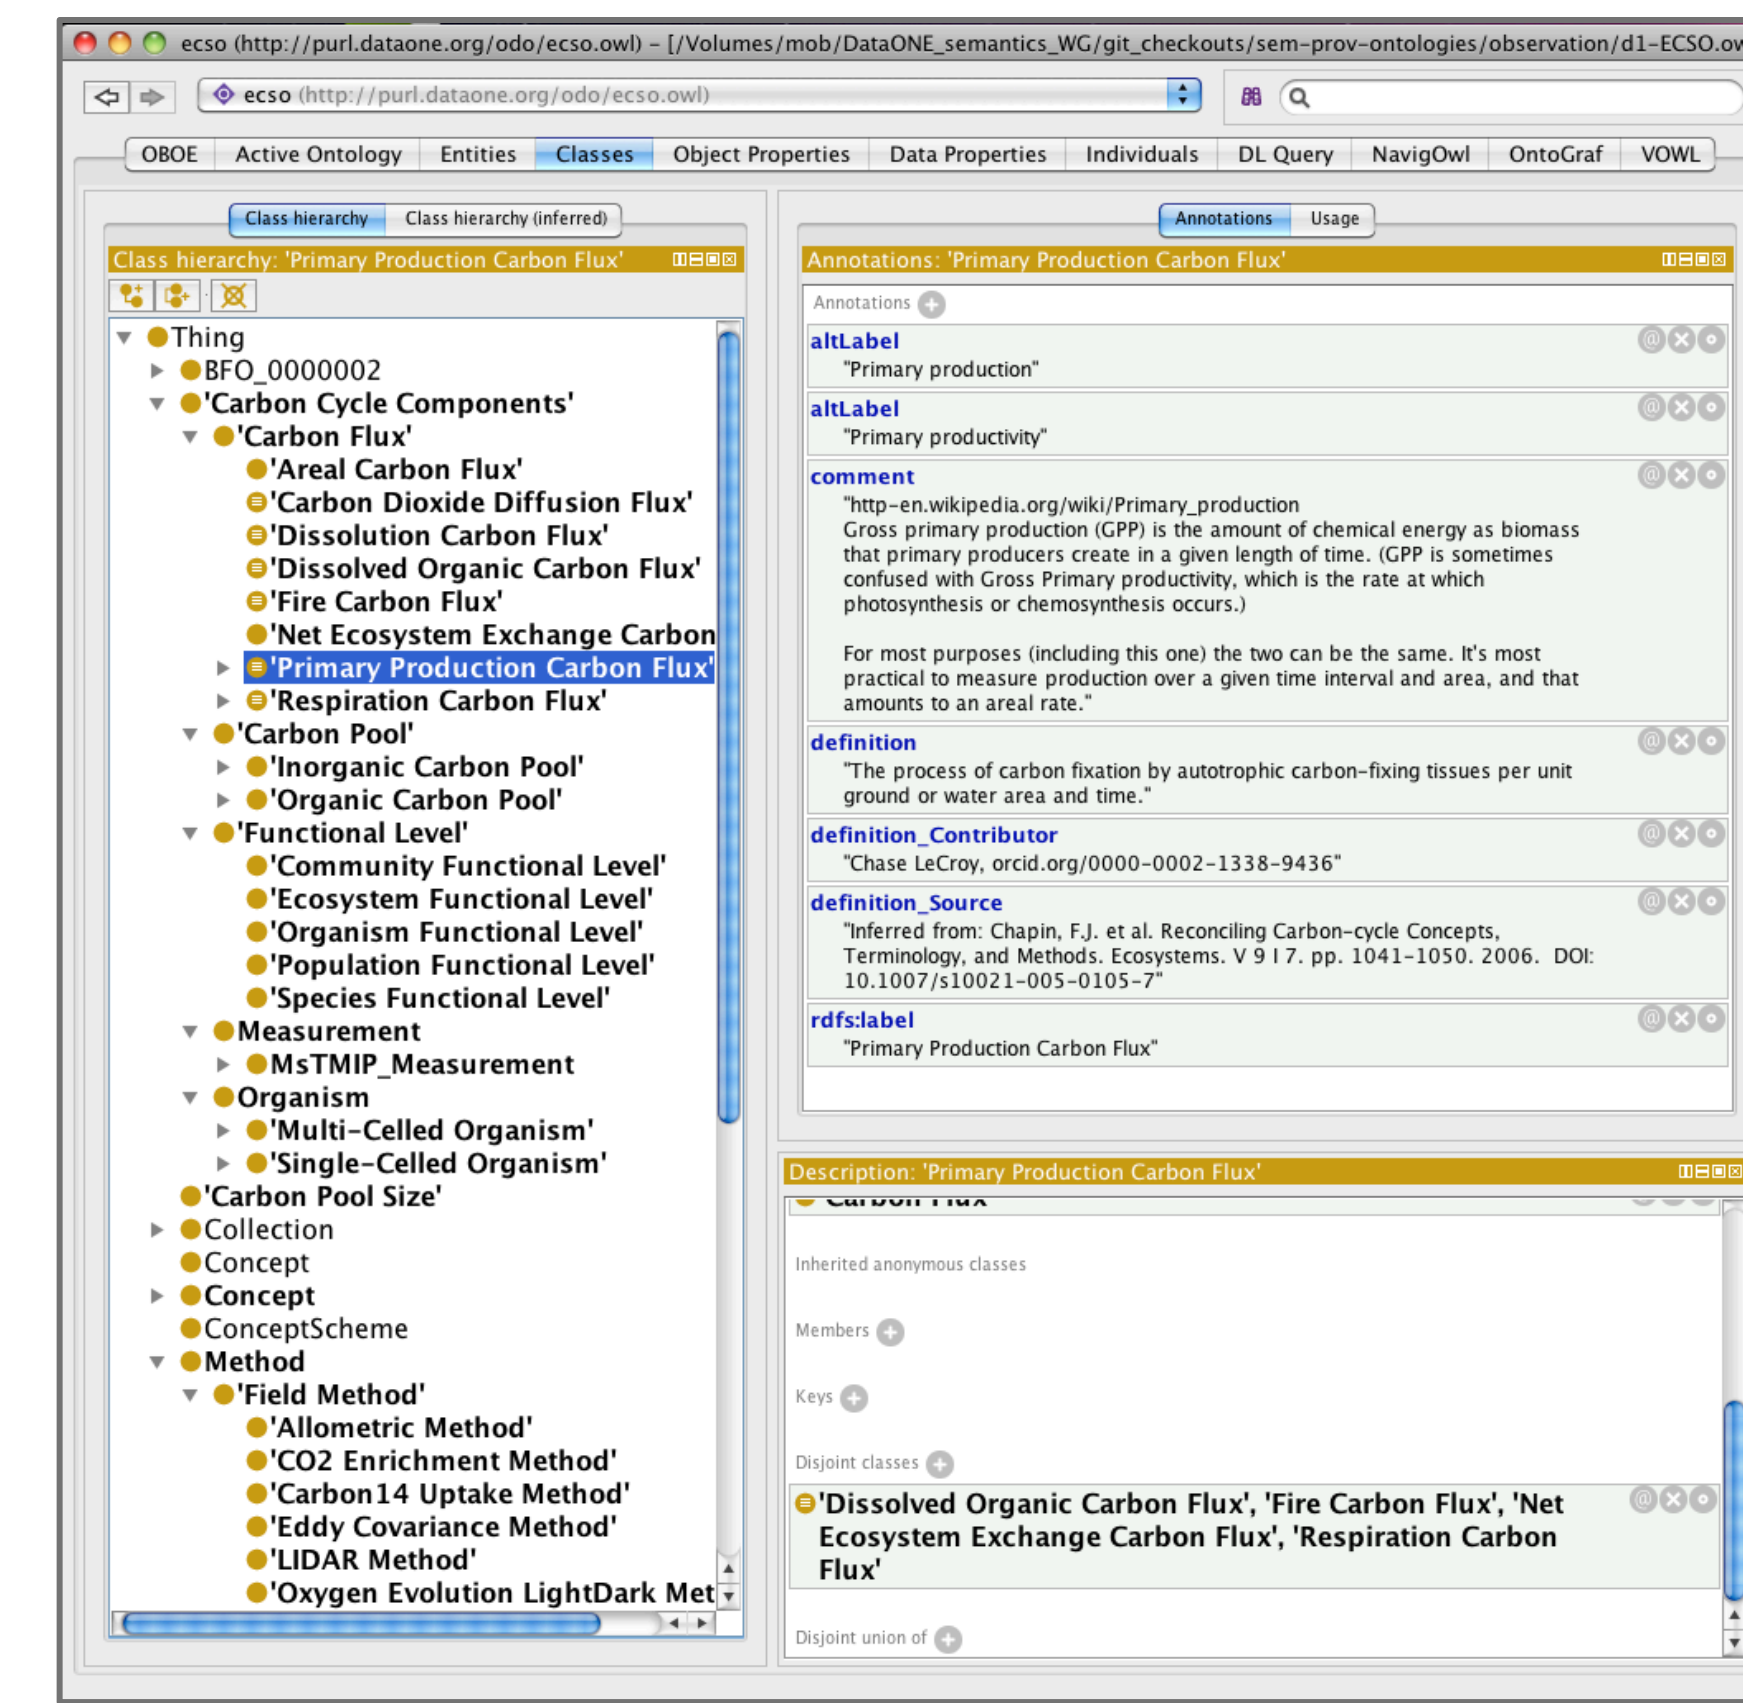 ecso (http://purl.dataone.org/odo/ecso.owl) – [/Volumes/mob/DataONE_semantics_WG/git_checkouts/sem-prov-ontologies/observation/d1-ECSO.ow
ecso (http://purl.dataone.org/odo/ecso.owl)
OBOE Active Ontology Entities Classes Object Properties Data Properties Individuals DL Query NavigOwl OntoGraf VOWL
Class hierarchy Class hierarchy (inferred)
Class hierarchy: 'Primary Production Carbon Flux'
Thing
BFO_0000002
'Carbon Cycle Components'
'Carbon Flux'
'Areal Carbon Flux'
'Carbon Dioxide Diffusion Flux'
'Dissolution Carbon Flux'
'Dissolved Organic Carbon Flux'
'Fire Carbon Flux'
'Net Ecosystem Exchange Carbon
'Primary Production Carbon Flux'
'Respiration Carbon Flux'
'Carbon Pool'
'Inorganic Carbon Pool'
'Organic Carbon Pool'
'Functional Level'
'Community Functional Level'
'Ecosystem Functional Level'
'Organism Functional Level'
'Population Functional Level'
'Species Functional Level'
Measurement
MsTMIP_Measurement
Organism
'Multi-Celled Organism'
'Single-Celled Organism'
'Carbon Pool Size'
Collection
Concept
Concept
ConceptScheme
Method
'Field Method'
'Allometric Method'
'CO2 Enrichment Method'
'Carbon14 Uptake Method'
'Eddy Covariance Method'
'LIDAR Method'
'Oxygen Evolution LightDark Met
Annotations Usage
Annotations: 'Primary Production Carbon Flux'
Annotations
altLabel
"Primary production"
altLabel
"Primary productivity"
comment
"http-en.wikipedia.org/wiki/Primary_production
Gross primary production (GPP) is the amount of chemical energy as biomass
that primary producers create in a given length of time. (GPP is sometimes
confused with Gross Primary productivity, which is the rate at which
photosynthesis or chemosynthesis occurs.)
For most purposes (including this one) the two can be the same. It's most
practical to measure production over a given time interval and area, and that
amounts to an areal rate."
definition
"The process of carbon fixation by autotrophic carbon-fixing tissues per unit
ground or water area and time."
definition_Contributor
"Chase LeCroy, orcid.org/0000-0002-1338-9436"
definition_Source
"Inferred from: Chapin, F.J. et al. Reconciling Carbon-cycle Concepts,
Terminology, and Methods. Ecosystems. V 9 I 7. pp. 1041-1050. 2006.  DOI:
10.1007/s10021-005-0105-7"
rdfs:label
"Primary Production Carbon Flux"
Description: 'Primary Production Carbon Flux'
Carbon Flux
Inherited anonymous classes
Members
Keys
Disjoint classes
'Dissolved Organic Carbon Flux', 'Fire Carbon Flux', 'Net
Ecosystem Exchange Carbon Flux', 'Respiration Carbon
Flux'
Disjoint union of